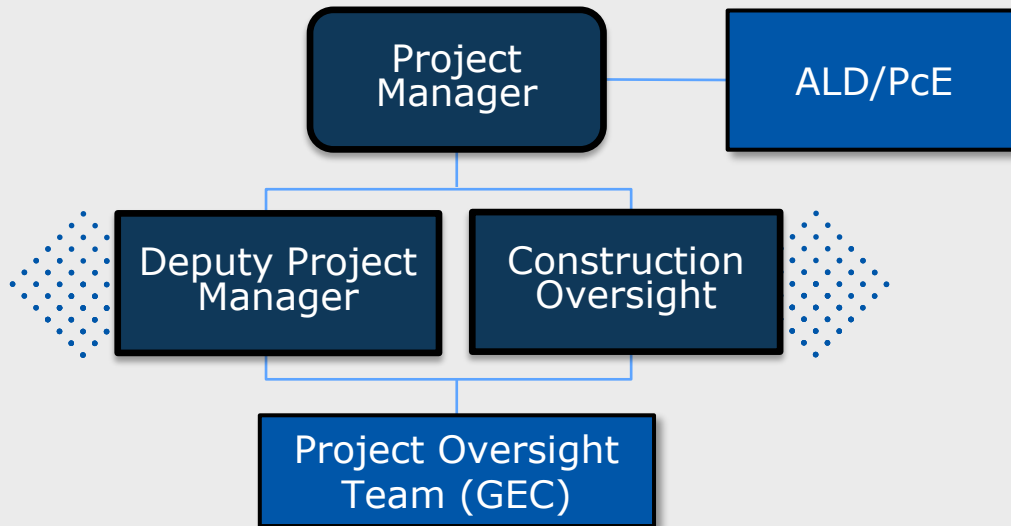 Project
Manager
ALD/PcE
Deputy Project
Manager
Construction
Oversight
Project Oversight
Team (GEC)